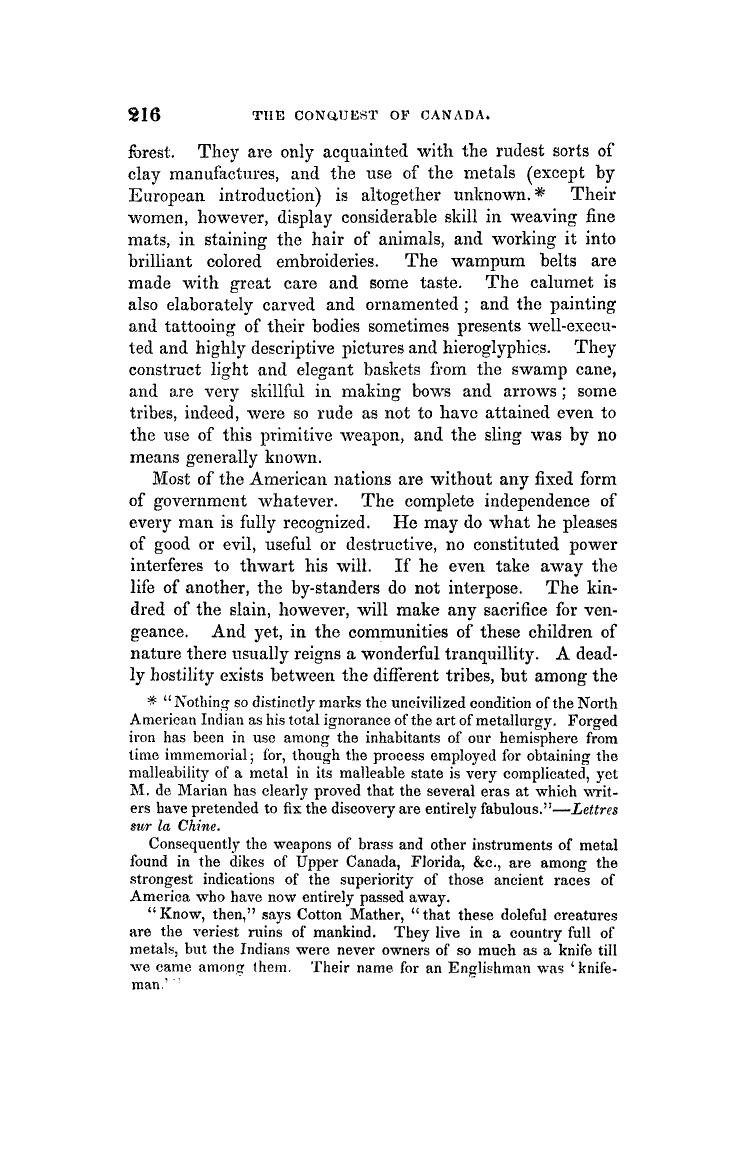 216 THE CONQUEST OF CANADA.
forest. They are only acquainted with the rudest sorts of
clay manufactures, and the use of the metals (except by
European introduction) is altogether unknown.* Their
women, however, display considerable skill in weaving fine
mats, in staining the hair of animals, and working it into
brilliant colored embroideries. The wampum belts are
made with great care and some taste. The calumet is
also elaborately carved and ornamented ; and the painting
and tattooing of their bodies sometimes presents well-execu-
ted and highly descriptive pictures and hieroglyphics. They
construct light and elegant baskets from the swamp cane,
and are very skillful in making bows and arrows ; some
tribes, indeed, were so rude as not to have attained even to
the use of this primitive weapon, and the sling was by no
means generally known.
Most of the American nations are without any fixed form
of government whatever. The complete independence of
every man is fully recognized. He may do what he pleases
of good or evil, useful or destructive, no constituted power
interferes to thwart his will. If he even take away the
life of another, the by-standers do not interpose. The kin-
dred of the slain, however, will make any sacrifice for ven-
geance. And yet, in the communities of these children of
nature there usually reigns a wonderful tranquillity. A dead-
ly hostility exists between the different tribes, but among the
* "Nothing so distinctly marks the uncivilized condition of the North
American Indian as his total ignorance of the art of metallurgy. Forged
iron has been in use among the inhabitants of our hemisphere from
time immemorial; for, though the process employed for obtaining the
malleability of a metal in its malleable state is very complicated, yet
M. de Marian has clearly proved that the several eras at which writ-
ers have pretended to fix the discovery are entirely fabulous."—Lettres
sur la Chine.
Consequently the weapons of brass and other instruments of metal
found in the dikes of Upper Canada, Florida, &c., are among the
strongest indications of the superiority of those ancient races of
America who have now entirely passed away.
"Know, then," says Cotton Mather, "that these doleful creatures
are the veriest ruins of mankind. They live in a country full of
metals, but the Indians were never owners of so much as a knife till
we came among them. Their name for an Englishman was 'knife-
man.'"